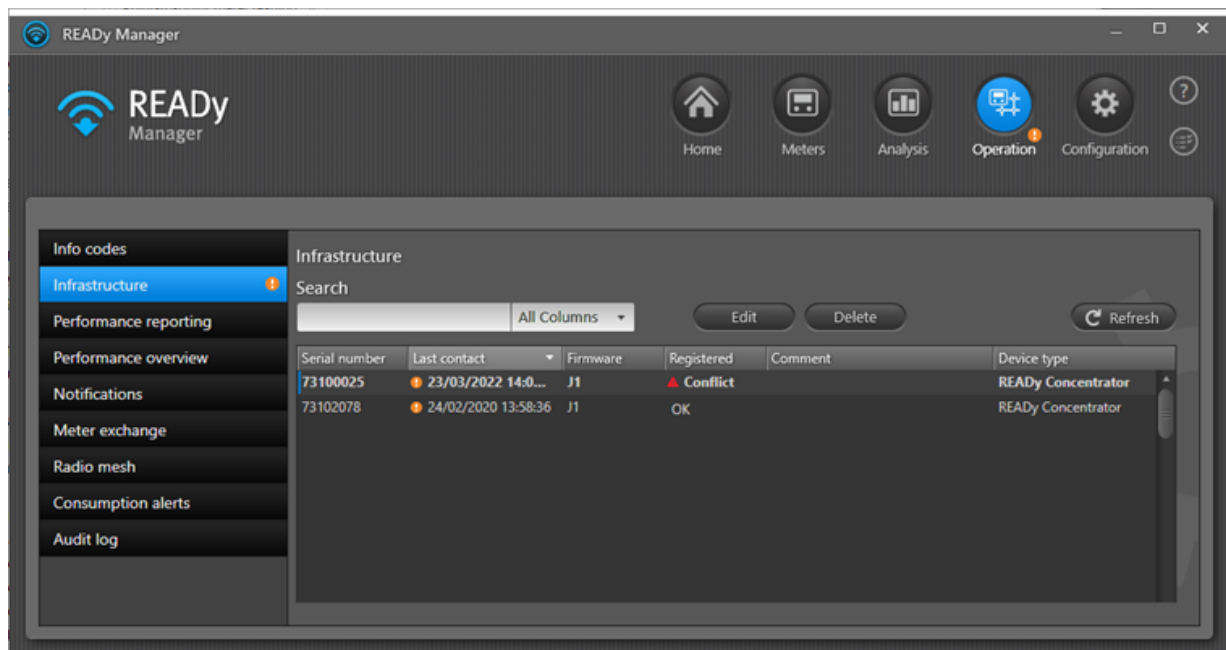 READy Manager
READy
Manager
Home Meters Analysis Operation Configuration
Info codes
Infrastructure
Performance reporting
Performance overview
Notifications
Meter exchange
Radio mesh
Consumption alerts
Audit log
Infrastructure
Search
All Columns Edit Delete Refresh
Serial number Last contact Firmware Registered Comment Device type
73100025 23/03/2022 14:0... J1 Conflict READy Concentrator
73102078 24/02/2020 13:58:36 J1 OK READy Concentrator